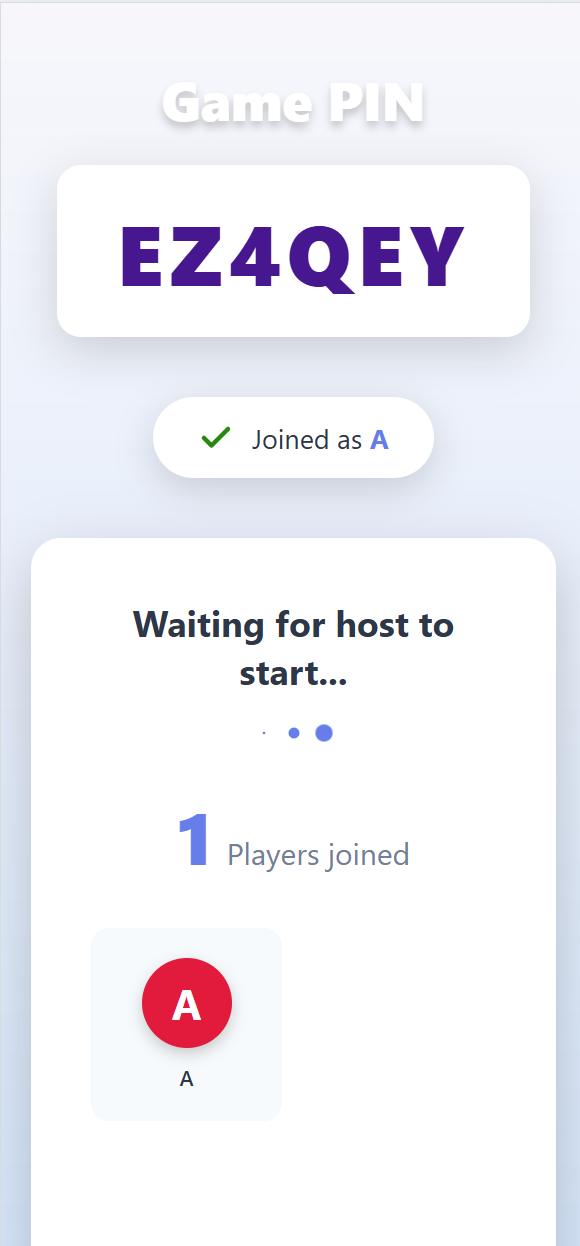 Game PIN
EZ4QEY
Joined as A
Waiting for host to
start...
1 Players joined
A
A